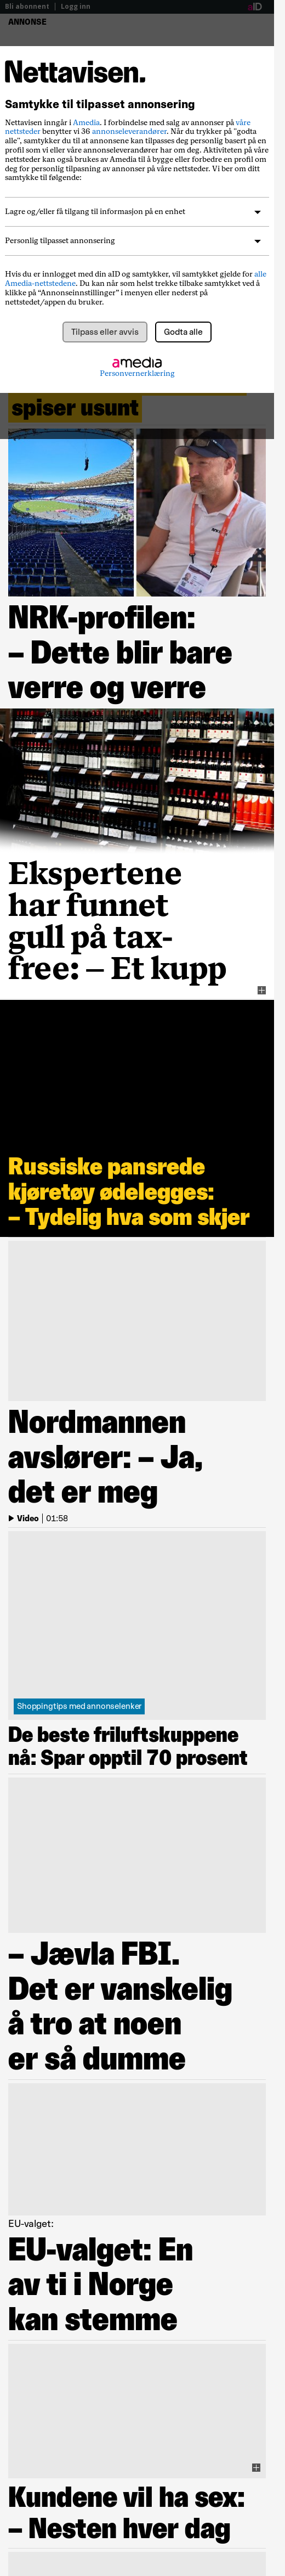 Bli abonnent | Logg inn
aID
ANNONSE
Nettavisen.
Samtykke til tilpasset annonsering
Nettavisen inngår i Amedia. I forbindelse med salg av annonser på våre
nettsteder benytter vi 36 annonseleverandører. Når du trykker på "godta
alle", samtykker du til at annonsene kan tilpasses deg personlig basert på en
profil som vi eller våre annonseleverandører har om deg. Aktiviteten på våre
nettsteder kan også brukes av Amedia til å bygge eller forbedre en profil om
deg for personlig tilpasning av annonser på våre nettsteder. Vi ber om ditt
samtykke til følgende:
Lagre og/eller få tilgang til informasjon på en enhet
Personlig tilpasset annonsering
Hvis du er innlogget med din aID og samtykker, vil samtykket gjelde for alle
Amedia-nettstedene. Du kan når som helst trekke tilbake samtykket ved å
klikke på “Annonseinnstillinger” i menyen eller nederst på
nettstedet/appen du bruker.
Tilpass eller avvis
Godta alle
amedia
Personvernerklæring
spiser usunt
NRK-profilen:
– Dette blir bare
verre og verre
Ekspertene
har funnet
gull på tax-
free: – Et kupp
Russiske pansrede
kjøretøy ødelegges:
– Tydelig hva som skjer
Nordmannen
avslører: – Ja,
det er meg
Video | 01:58
Shoppingtips med annonselenker
De beste friluftskuppene
nå: Spar opptil 70 prosent
– Jævla FBI.
Det er vanskelig
å tro at noen
er så dumme
EU-valget:
EU-valget: En
av ti i Norge
kan stemme
Kundene vil ha sex:
– Nesten hver dag